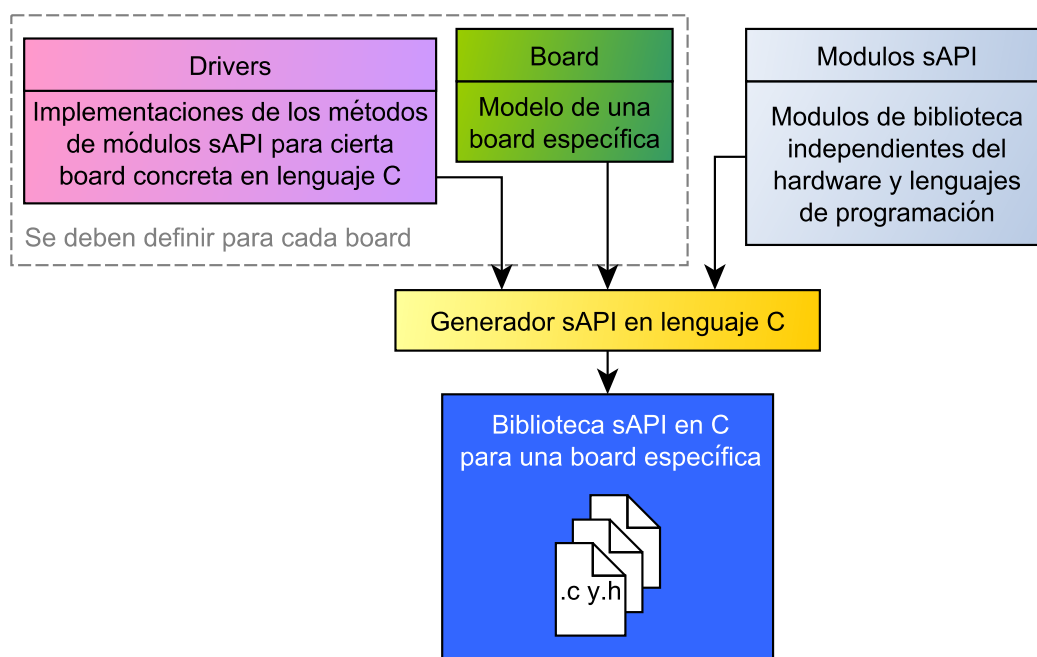 Drivers
Implementaciones de los métodos
de módulos sAPI para cierta
board concreta en lenguaje C
Board
Modelo de una
board específica
Modulos sAPI
Modulos de biblioteca
independientes del
hardware y lenguajes
de programación
Se deben definir para cada board
Generador sAPI en lenguaje C
Biblioteca sAPI en C
para una board específica
.c y.h